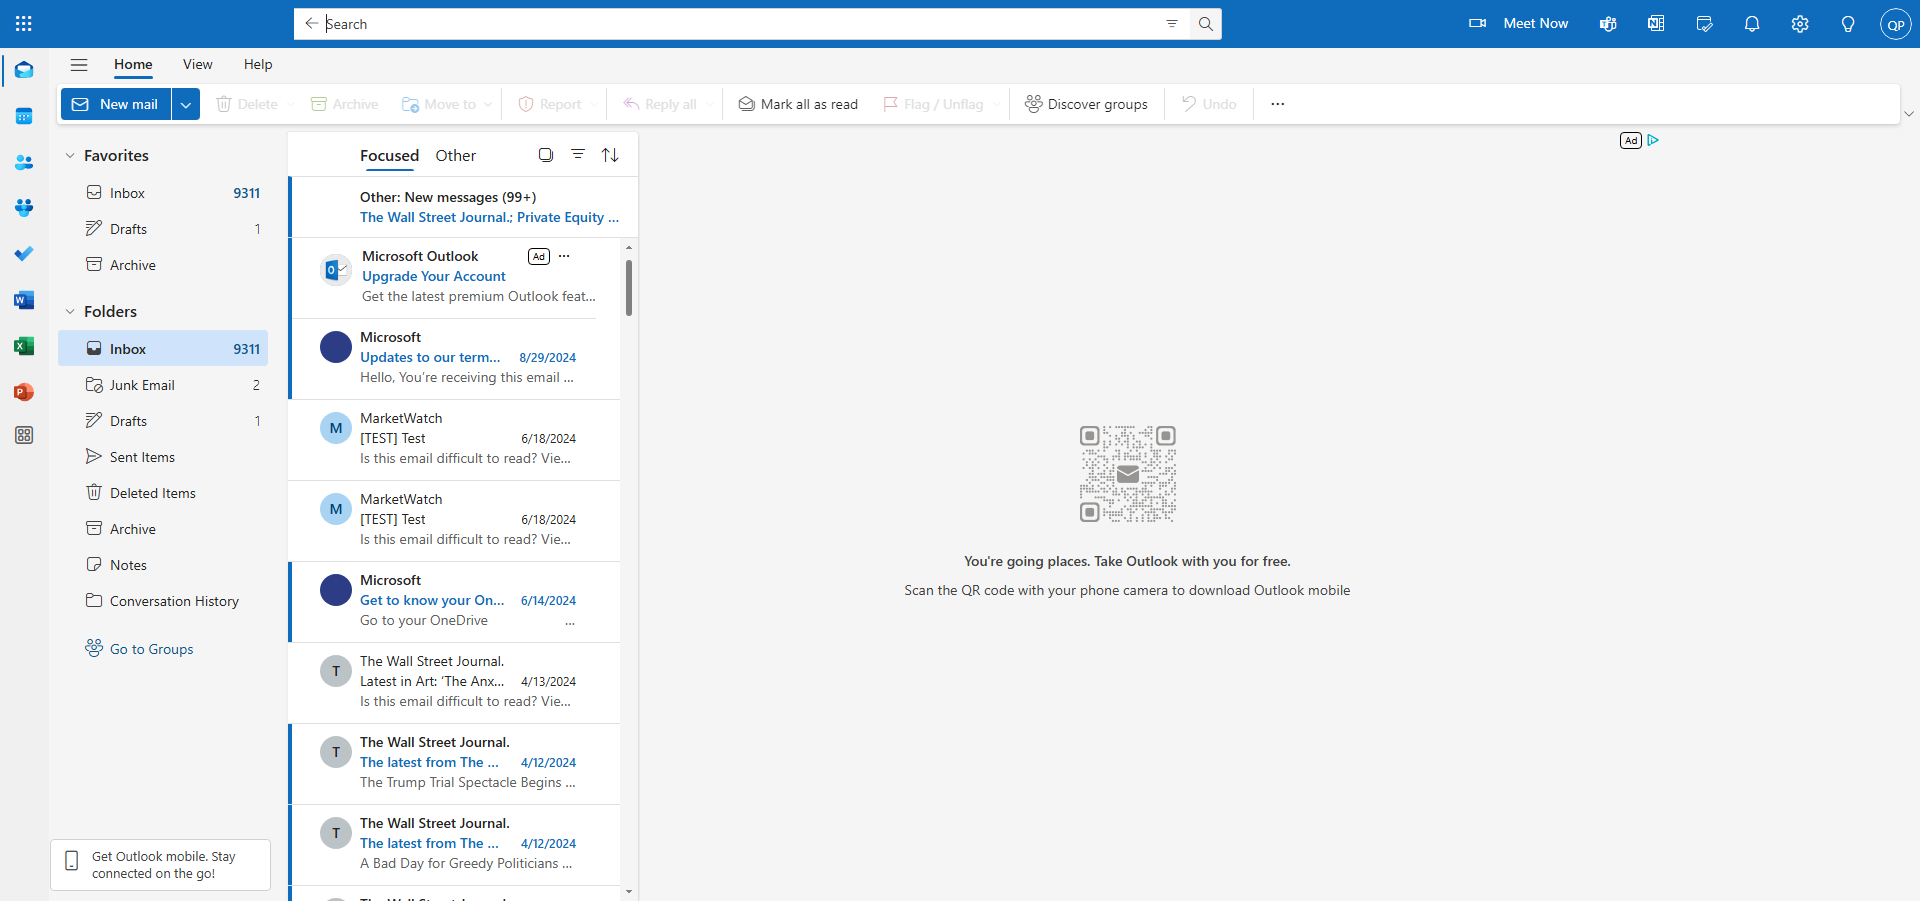 Search
Meet Now
QP
Home View Help
New mail Delete Archive Move to Report Reply all Mark all as read Flag / Unflag Discover groups Undo ...
Favorites
Inbox 9311
Drafts 1
Archive
Folders
Inbox 9311
Junk Email 2
Drafts 1
Sent Items
Deleted Items
Archive
Notes
Conversation History
Go to Groups
Get Outlook mobile. Stay
connected on the go!
Focused Other
Other: New messages (99+)
The Wall Street Journal.; Private Equity ...
Microsoft Outlook Ad ...
Upgrade Your Account
Get the latest premium Outlook feat...
Microsoft
Updates to our term... 8/29/2024
Hello, You're receiving this email ...
M
MarketWatch
[TEST] Test 6/18/2024
Is this email difficult to read? Vie...
M
MarketWatch
[TEST] Test 6/18/2024
Is this email difficult to read? Vie...
Microsoft
Get to know your On... 6/14/2024
Go to your OneDrive ...
T
The Wall Street Journal.
Latest in Art: ‘The Anx... 4/13/2024
Is this email difficult to read? Vie...
T
The Wall Street Journal.
The latest from The ... 4/12/2024
The Trump Trial Spectacle Begins ...
T
The Wall Street Journal.
The latest from The ... 4/12/2024
A Bad Day for Greedy Politicians ...
Ad
You're going places. Take Outlook with you for free.
Scan the QR code with your phone camera to download Outlook mobile